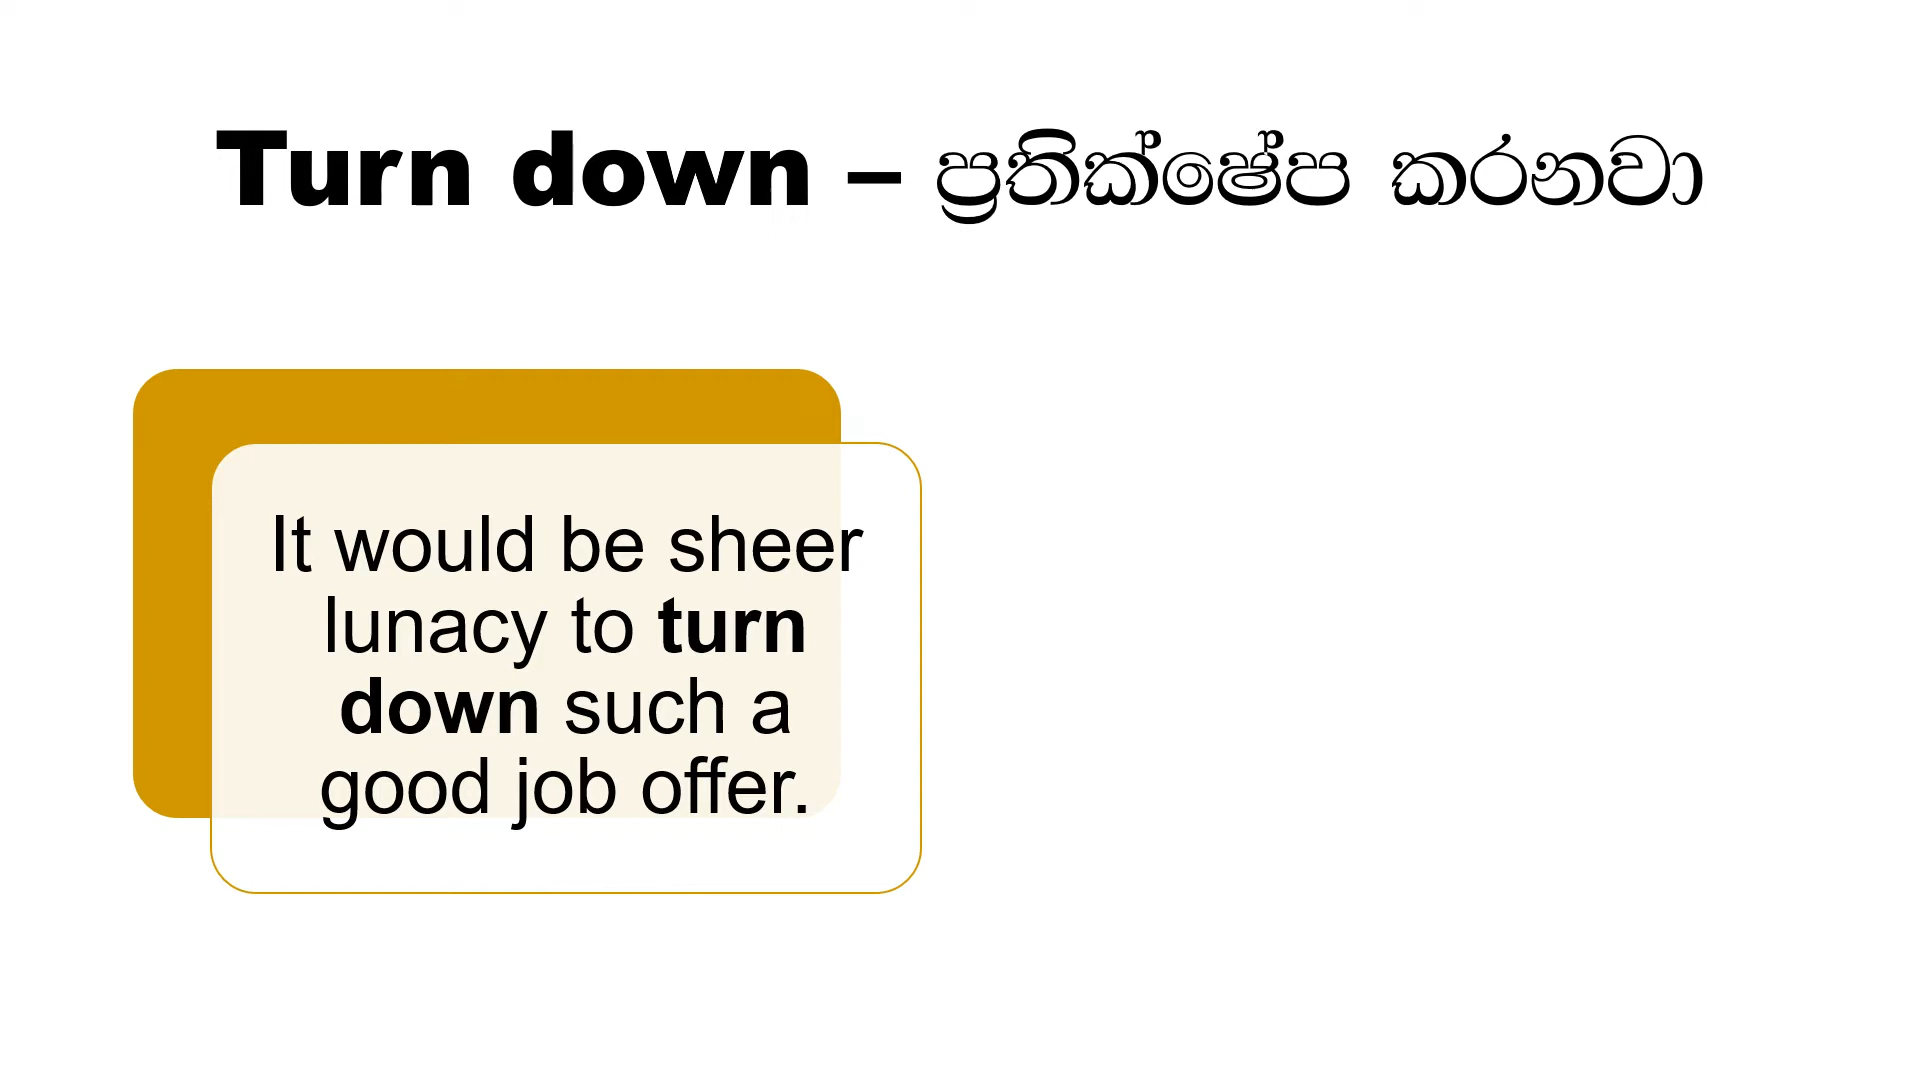 Turn down – ප්‍රතික්ෂේප කරනවා
It would be sheer
lunacy to turn
down such a
good job offer.